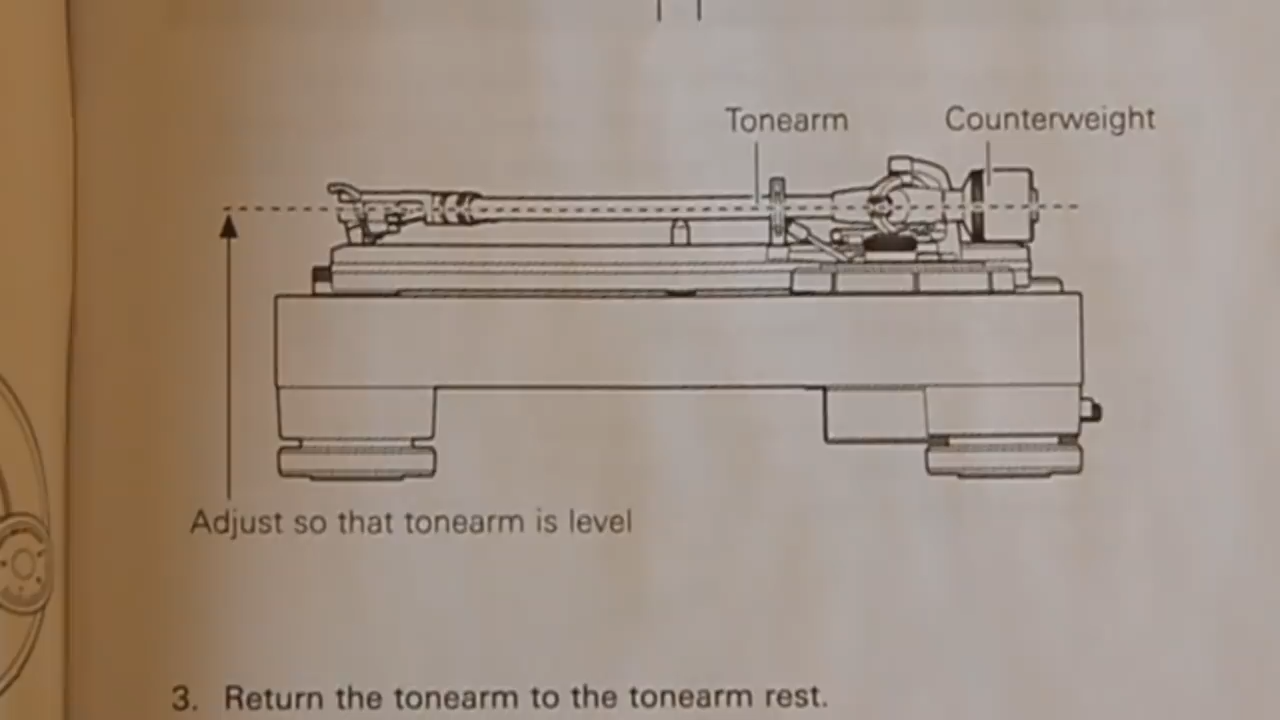 Tonearm
Counterweight
Adjust so that tonearm is level
3. Return the tonearm to the tonearm rest.